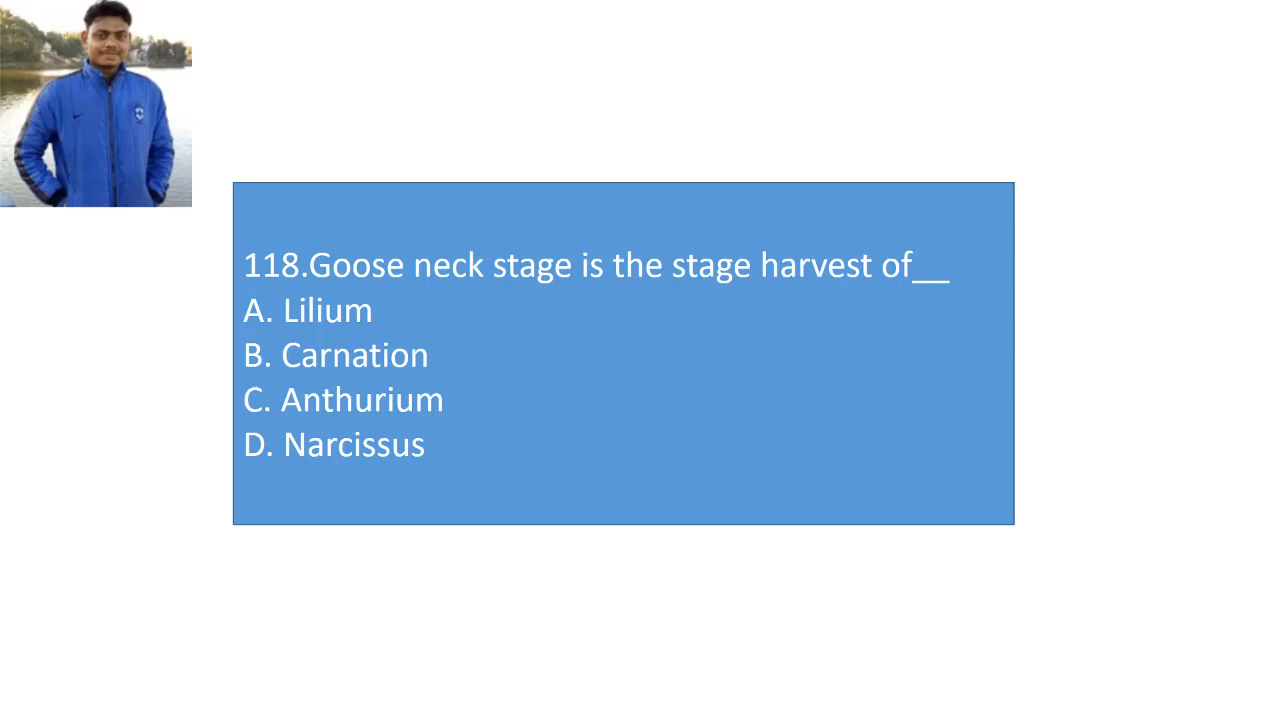 118.Goose neck stage is the stage harvest of__
A. Lilium
B. Carnation
C. Anthurium
D. Narcissus